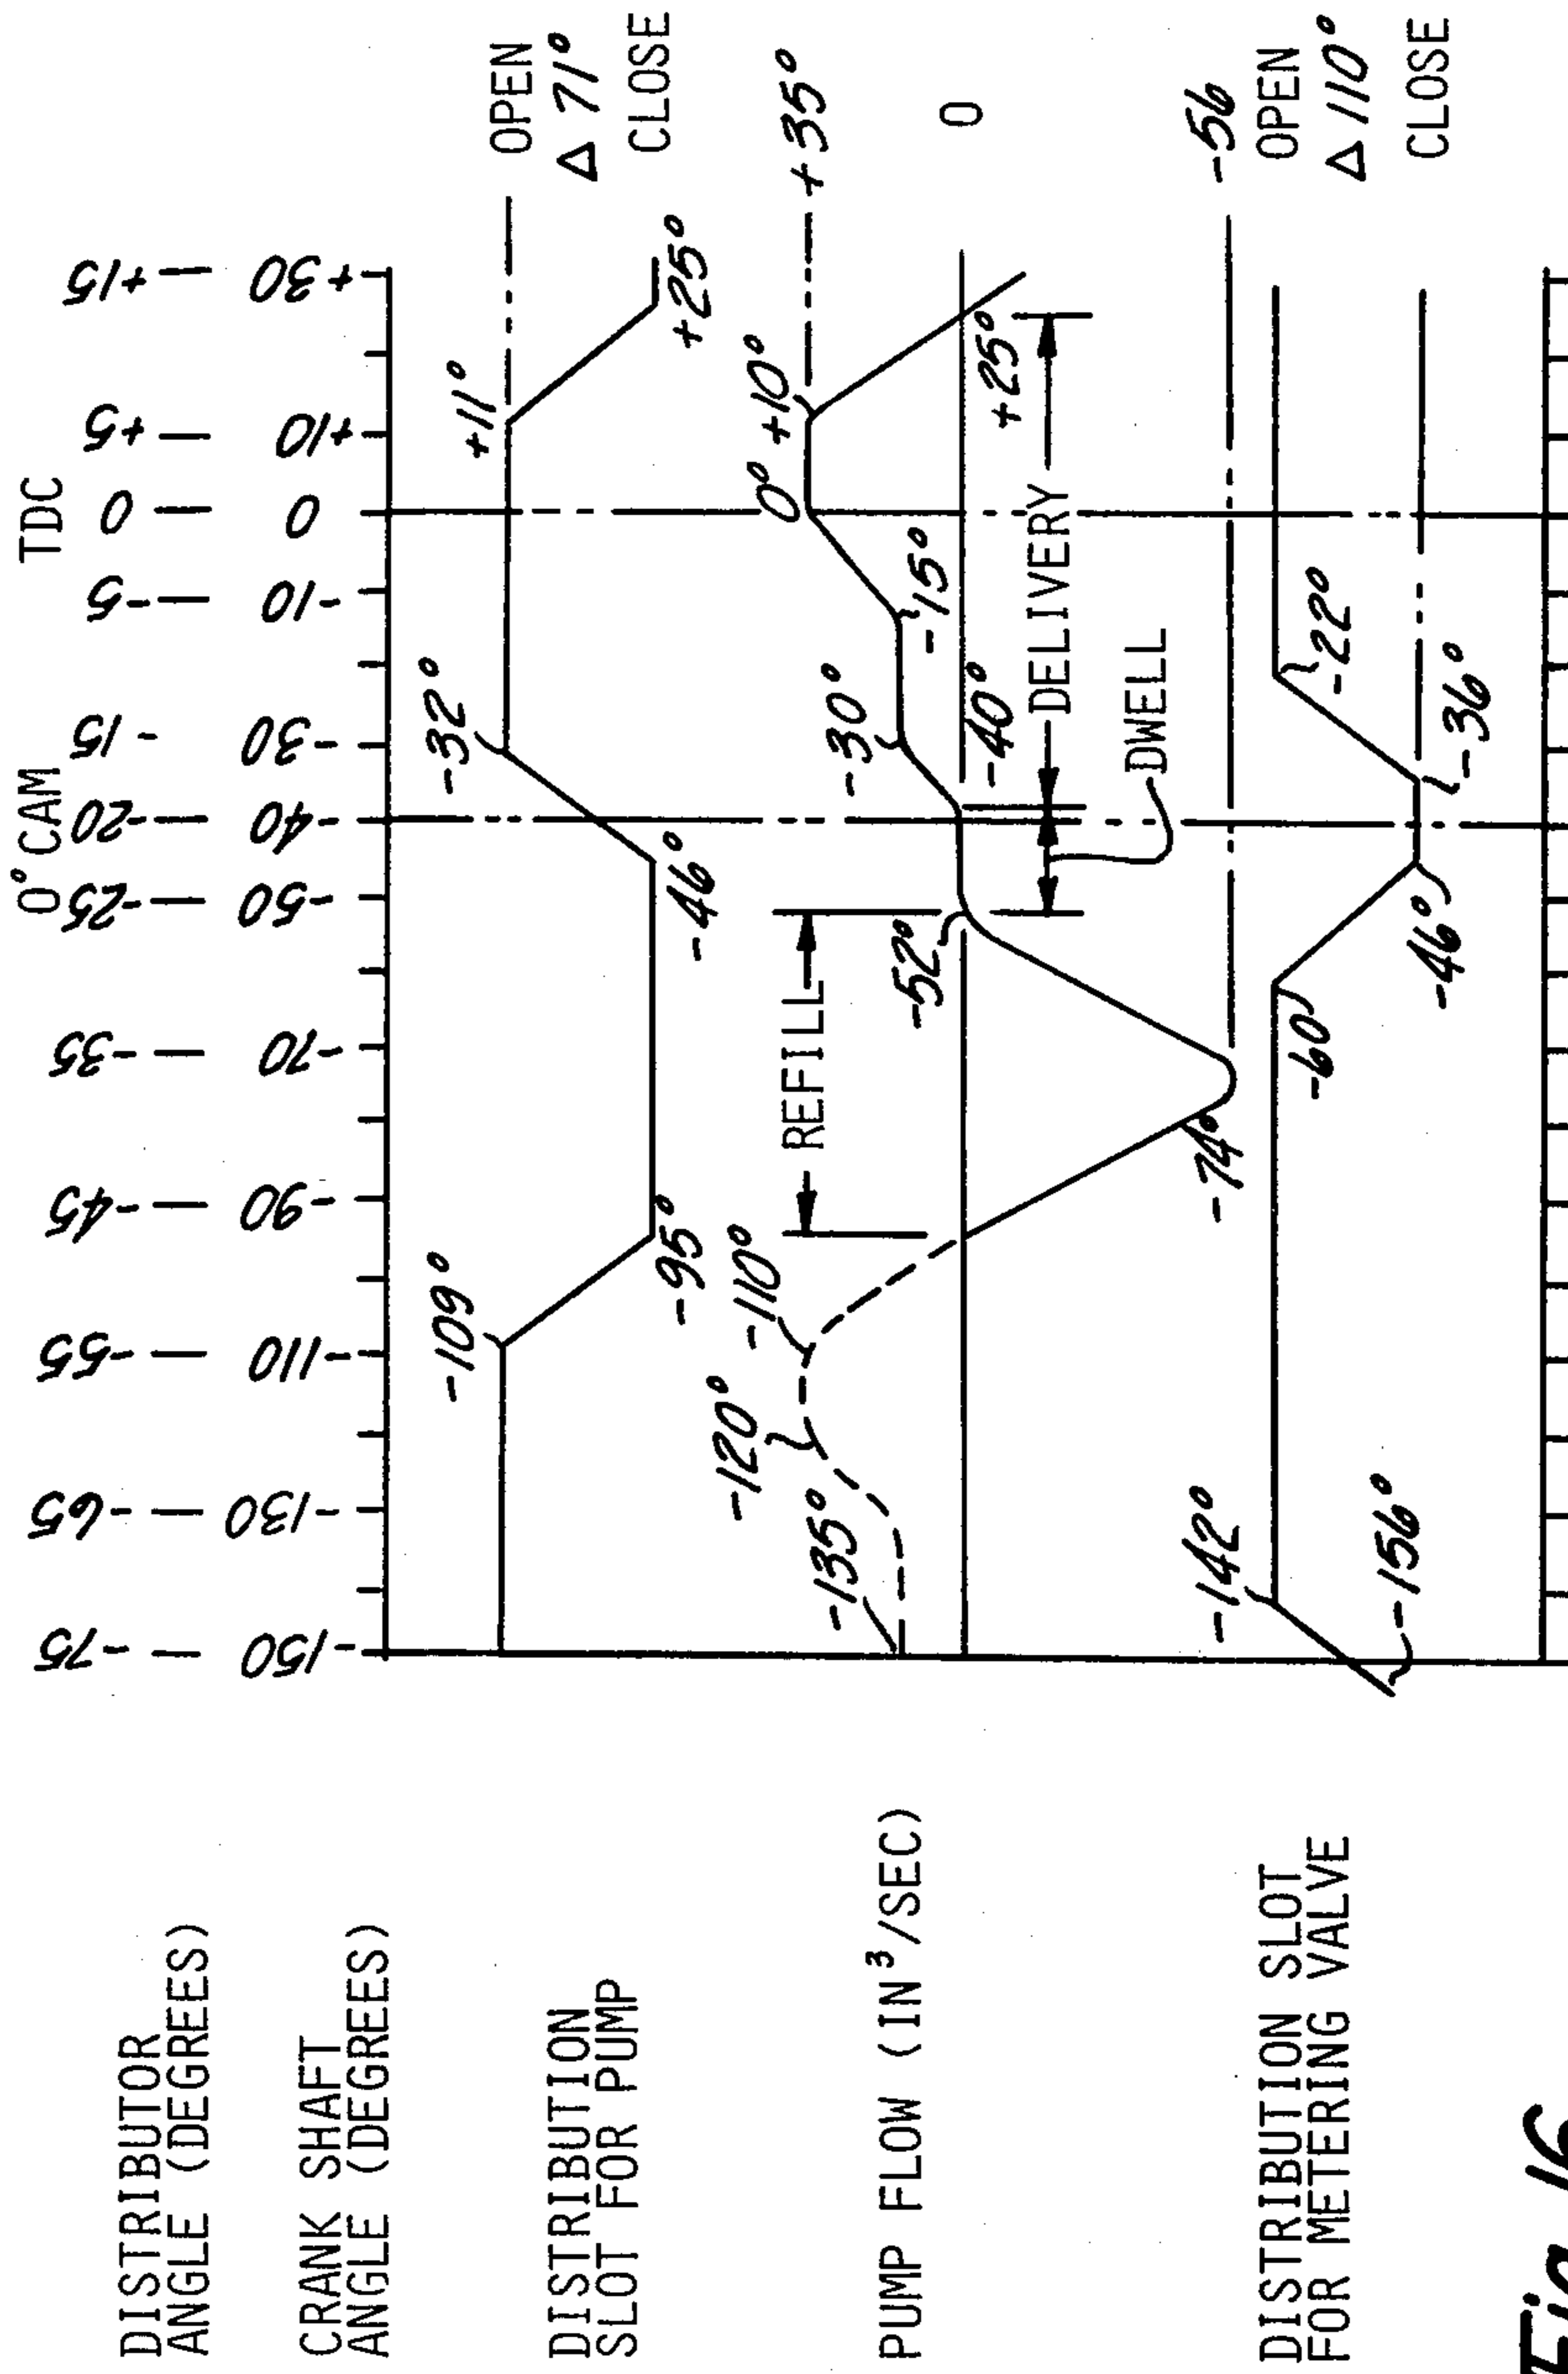 TDC
0° CAM
DISTRIBUTOR
ANGLE (DEGREES)
-75 -65 -55 -45 -35 -25 -20 -15 -5 0 +5 +15
CRANK SHAFT
ANGLE (DEGREES)
-150 -130 -110 -90 -70 -50 -40 -30 -10 0 +10 +30
DISTRIBUTION
SLOT FOR PUMP
-109°
-95°
-46°
-32°
+11°
+25°
OPEN
Δ 71°
CLOSE
PUMP FLOW (IN³/SEC)
-135°
-120°
-110°
REFILL
-74°
-52°
-40°
-30°
-15°
0°
+10°
+25°
+35°
0
-56
DELIVERY
DWELL
DISTRIBUTION SLOT
FOR METERING VALVE
-156°
-142°
-60
-46°
-36°
-22°
OPEN
Δ 110°
CLOSE
Fig. 16